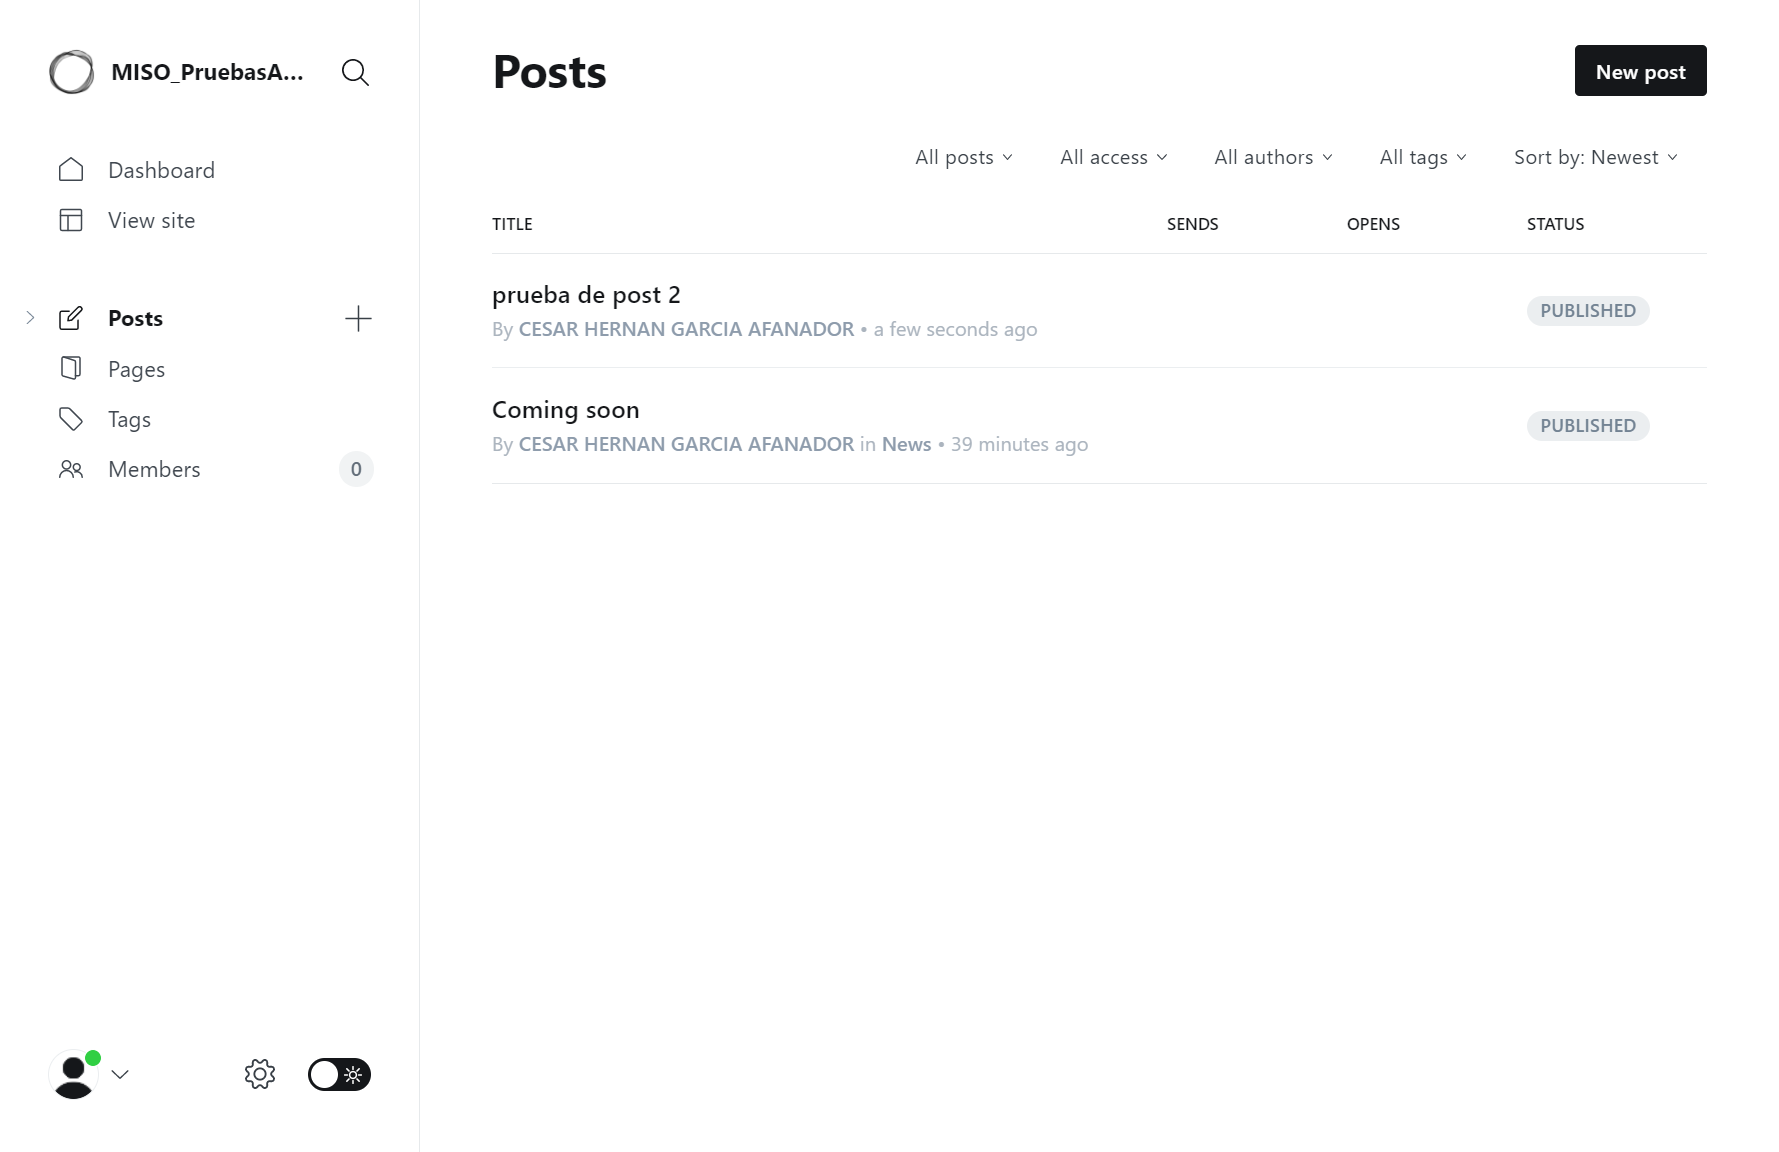 MISO_PruebasA...
Dashboard
View site
Posts
Pages
Tags
Members 0
Posts
New post
All posts All access All authors All tags Sort by: Newest
TITLE SENDS OPENS STATUS
prueba de post 2
By CESAR HERNAN GARCIA AFANADOR • a few seconds ago
PUBLISHED
Coming soon
By CESAR HERNAN GARCIA AFANADOR in News • 39 minutes ago
PUBLISHED